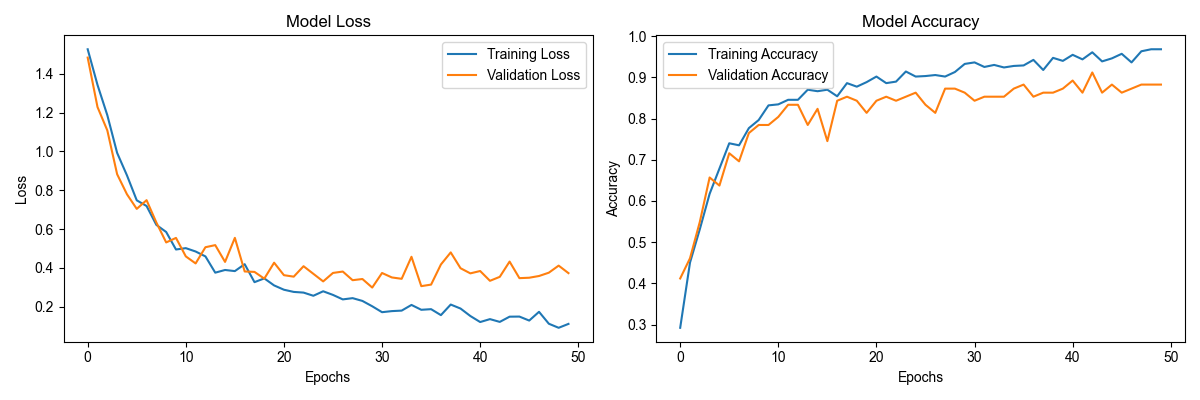 Model Loss
Training Loss
Validation Loss
1.4
1.2
1.0
0.8
0.6
0.4
0.2
Loss
0 10 20 30 40 50
Epochs
Model Accuracy
Training Accuracy
Validation Accuracy
1.0
0.9
0.8
0.7
0.6
0.5
0.4
0.3
Accuracy
0 10 20 30 40 50
Epochs